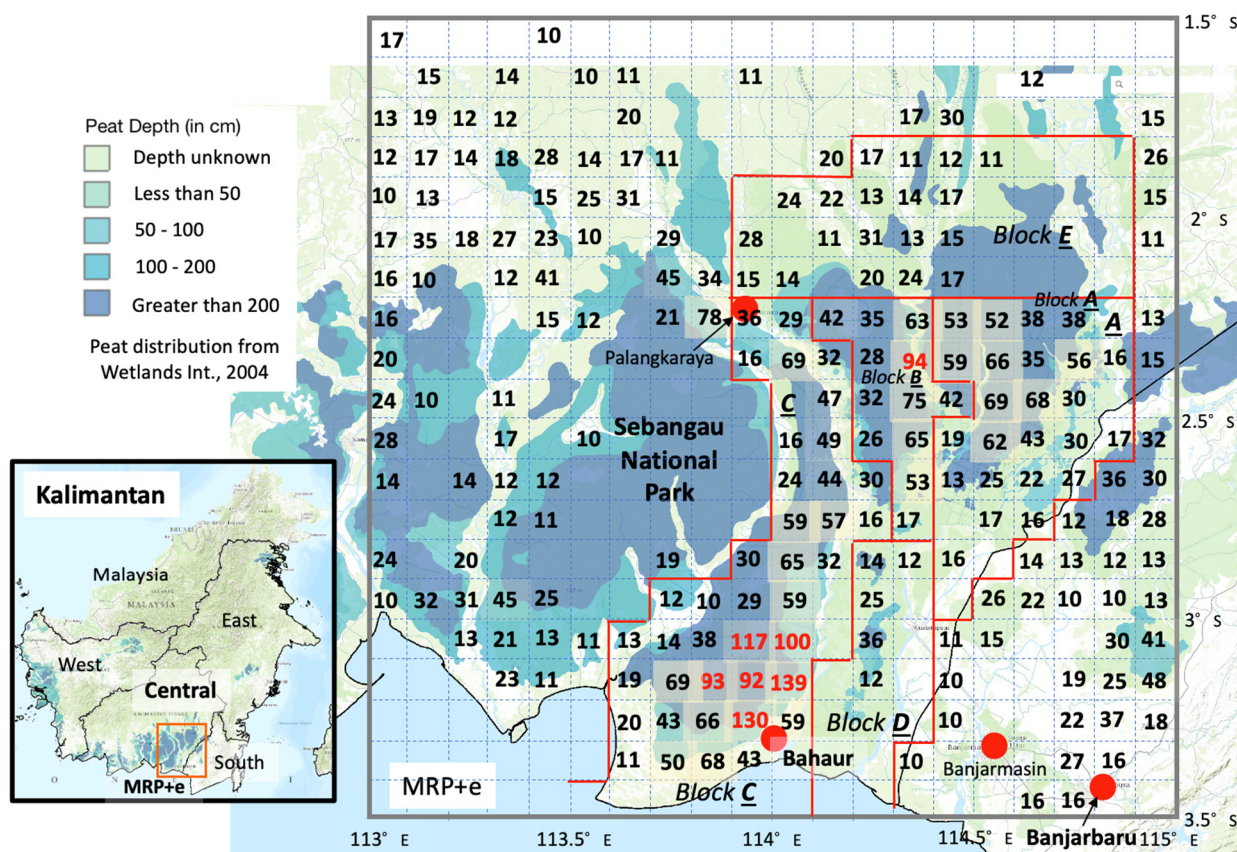 17 10 1.5° S
15 14 10 11 11 12
13 19 12 12 20 17 30 15
Peat Depth (in cm)
Depth unknown
Less than 50
50 - 100
100 - 200
Greater than 200
Peat distribution from
Wetlands Int., 2004
12 17 14 18 28 14 17 11 20 17 11 12 11 26
10 13 15 25 31 24 22 13 14 17 15
2° S
17 35 18 27 23 10 29 28 11 31 13 15 Block E 11
16 10 12 41 45 34 15 14 20 24 17
Block A
16 15 12 21 78 36 29 42 35 63 53 52 38 38 A 13
Palangkaraya
20 16 69 32 28 94 59 66 35 56 16 15
Block B
24 10 11 C 47 32 75 42 69 68 30
2.5° S
Sebangau
National
Park
28 17 10 16 49 26 65 19 62 43 30 17 32
14 14 12 12 24 44 30 53 13 25 22 27 36 30
12 11 59 57 16 17 17 16 12 18 28
24 20 19 30 65 32 14 12 16 14 13 12 13
10 32 31 45 25 12 10 29 59 25 26 22 10 10 13
3° S
13 21 13 11 13 14 38 117 100 36 11 15 30 41
23 11 19 69 93 92 139 12 10 19 25 48
20 43 66 130 59 Block D 10 22 37 18
11 50 68 43 Bahaur 10 Banjarmasin 27 16
MRP+e Block C
16 16
Banjarbaru
3.5° S
113° E 113.5° E 114° E 114.5° E 115° E
Kalimantan
Malaysia
MALAYSIA
East
West
Central
South
MRP+e